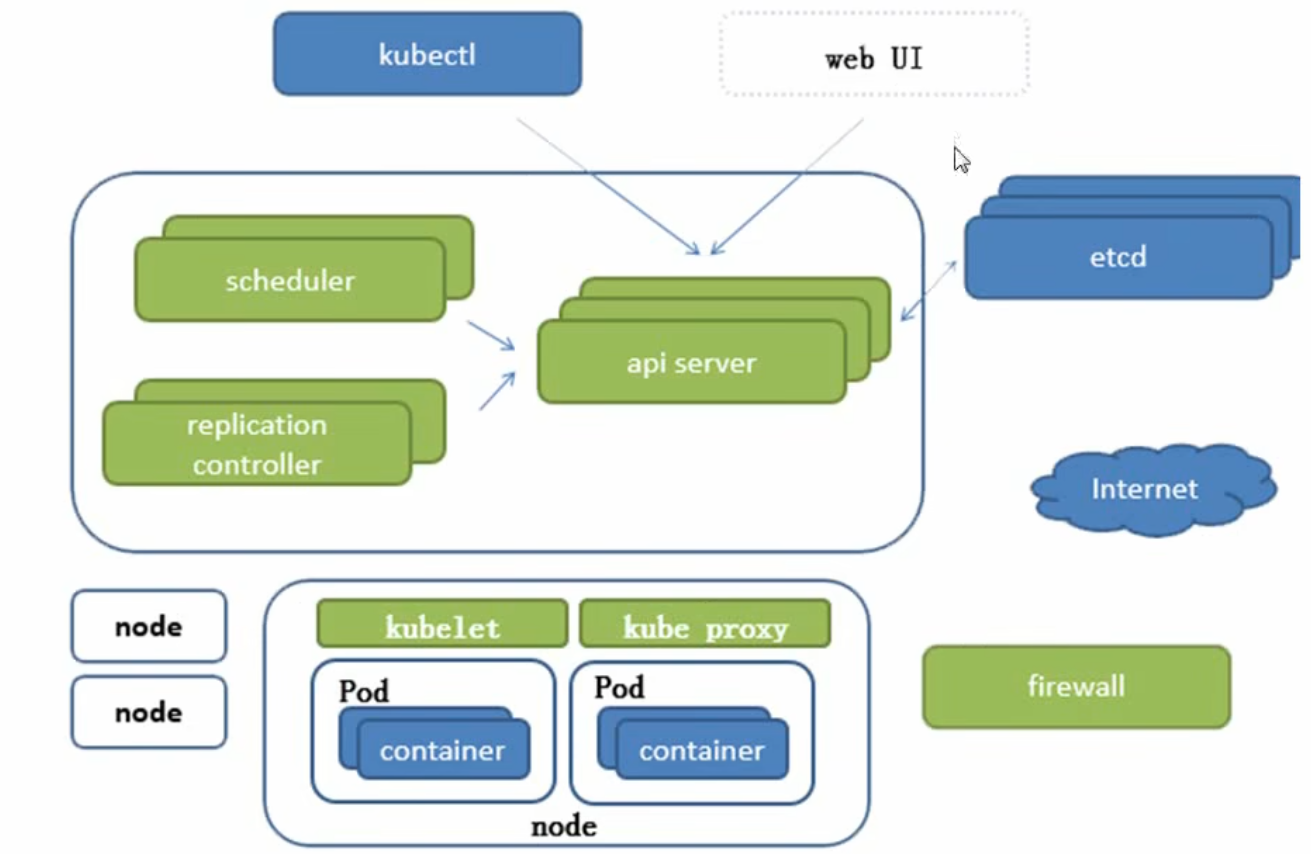 kubectl
web UI
scheduler
etcd
api server
replication
controller
Internet
node
kubelet
kube proxy
node
Pod
Pod
container
container
firewall
node